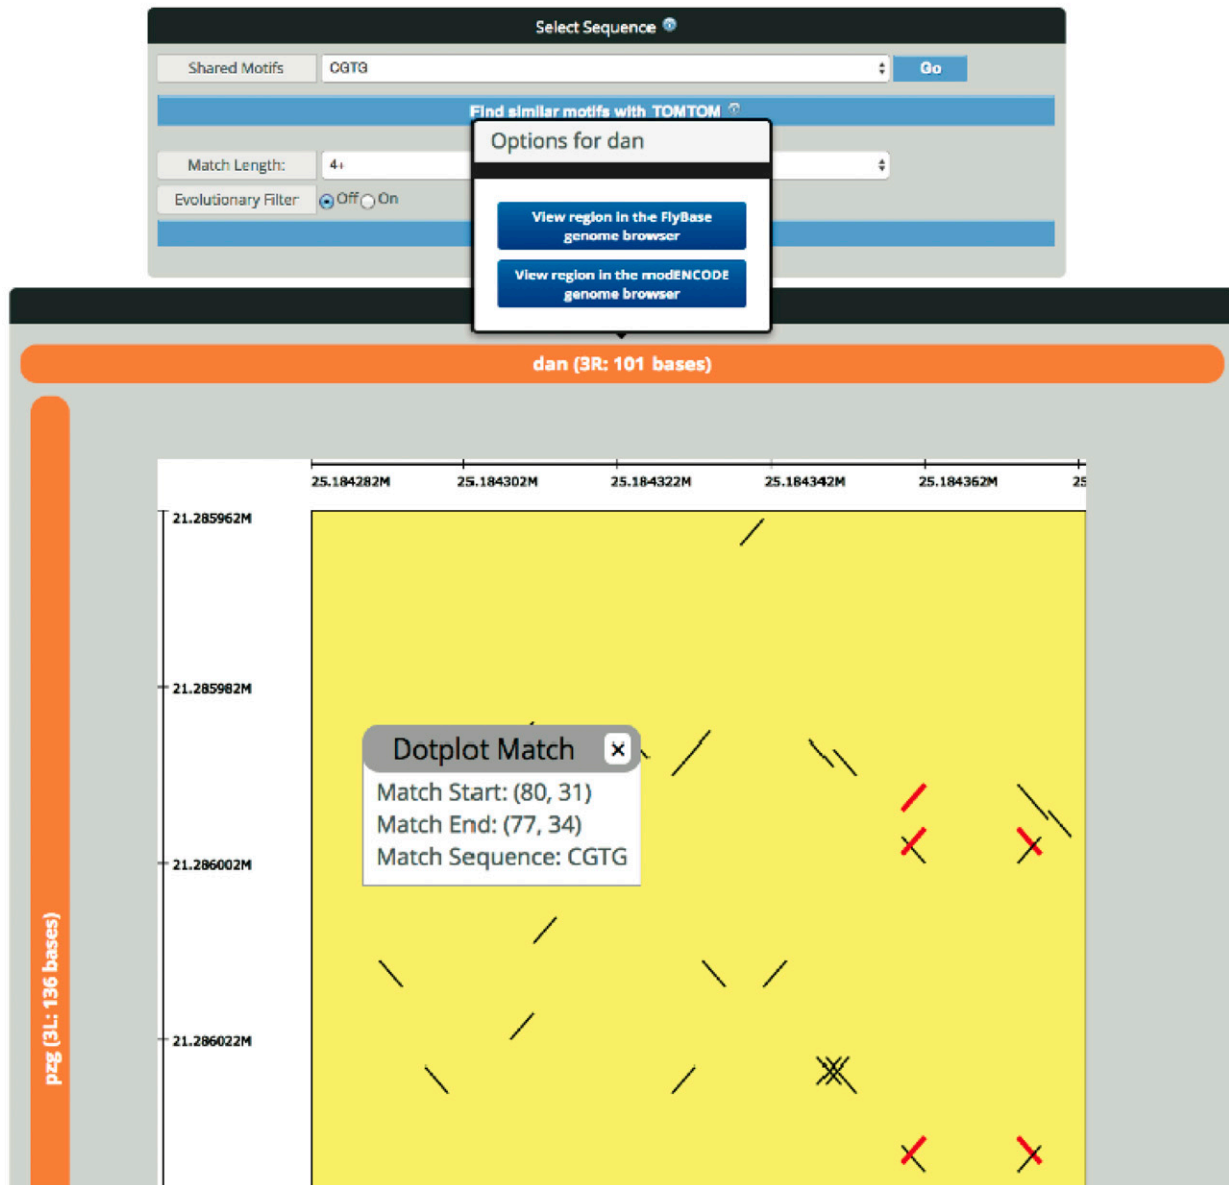 Select Sequence
Shared Motifs CGTG Go
Find similar motifs with TOMTOM
Options for dan
Match Length: 4+
Evolutionary Filter Off On
View region in the FlyBase
genome browser
View region in the modENCODE
genome browser
dan (3R: 101 bases)
25.184282M 25.184302M 25.184322M 25.184342M 25.184362M 25
21.285962M
21.285982M
Dotplot Match ×
Match Start: (80, 31)
Match End: (77, 34)
Match Sequence: CGTG
21.286002M
pzg (3L: 136 bases)
21.286022M